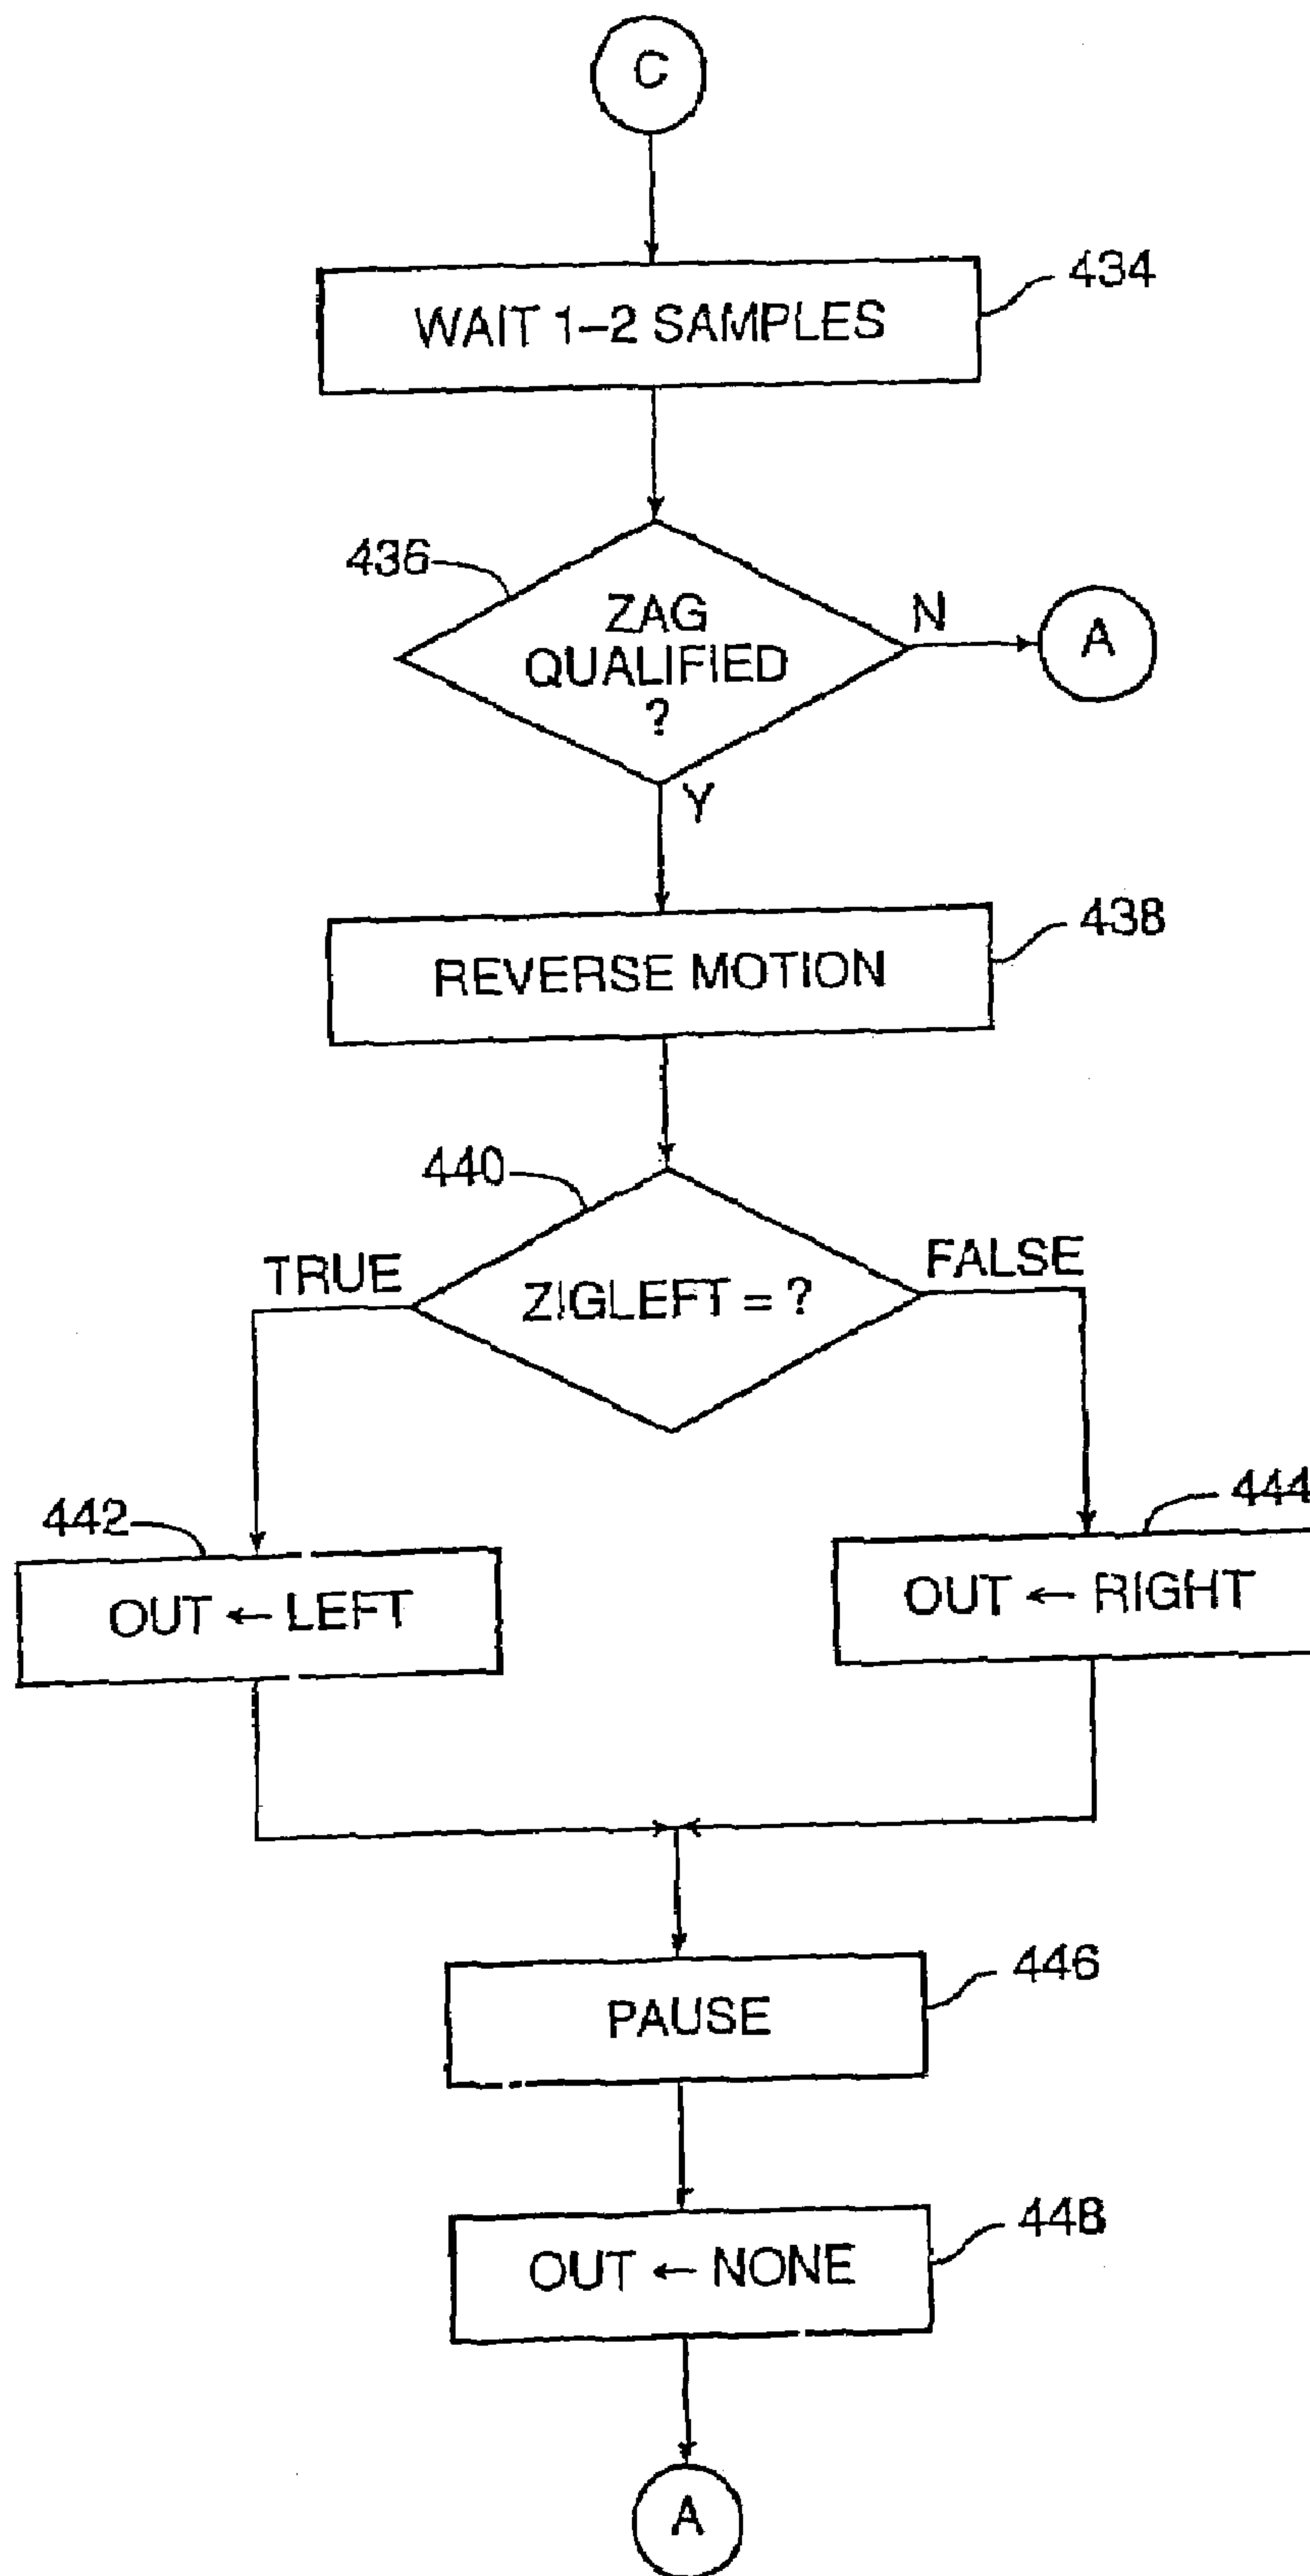 C
434
WAIT 1–2 SAMPLES
436
ZAG
QUALIFIED
?
N
A
Y
438
REVERSE MOTION
440
TRUE
ZIGLEFT = ?
FALSE
442
OUT ← LEFT
444
OUT ← RIGHT
446
PAUSE
448
OUT ← NONE
A